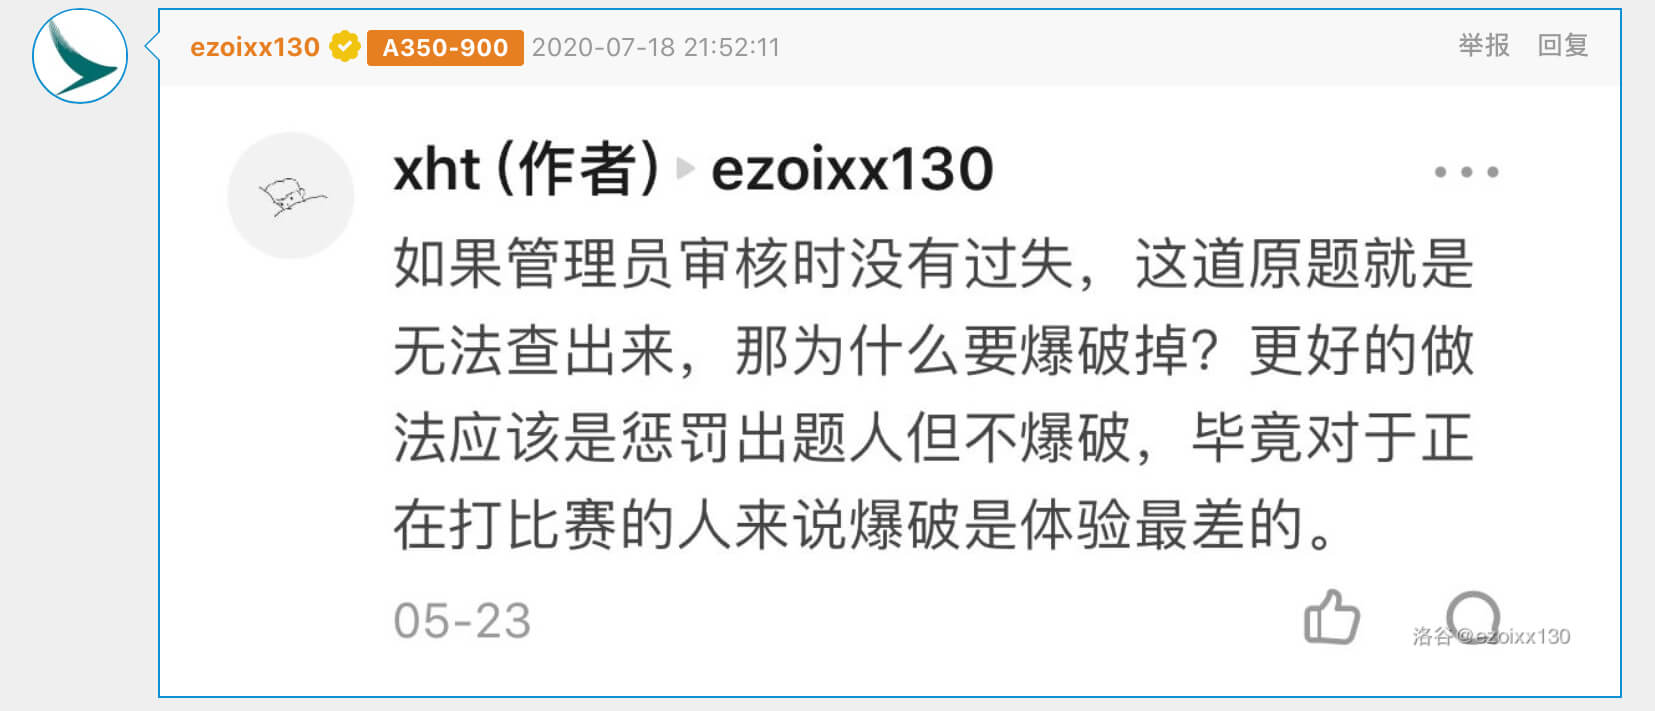 ezoixx130 A350-900 2020-07-18 21:52:11 举报 回复
xht (作者) ezoixx130
如果管理员审核时没有过失，这道原题就是
无法查出来，那为什么要爆破掉？更好的做
法应该是惩罚出题人但不爆破，毕竟对于正
在打比赛的人来说爆破是体验最差的。
05-23
洛谷@ezoixx130